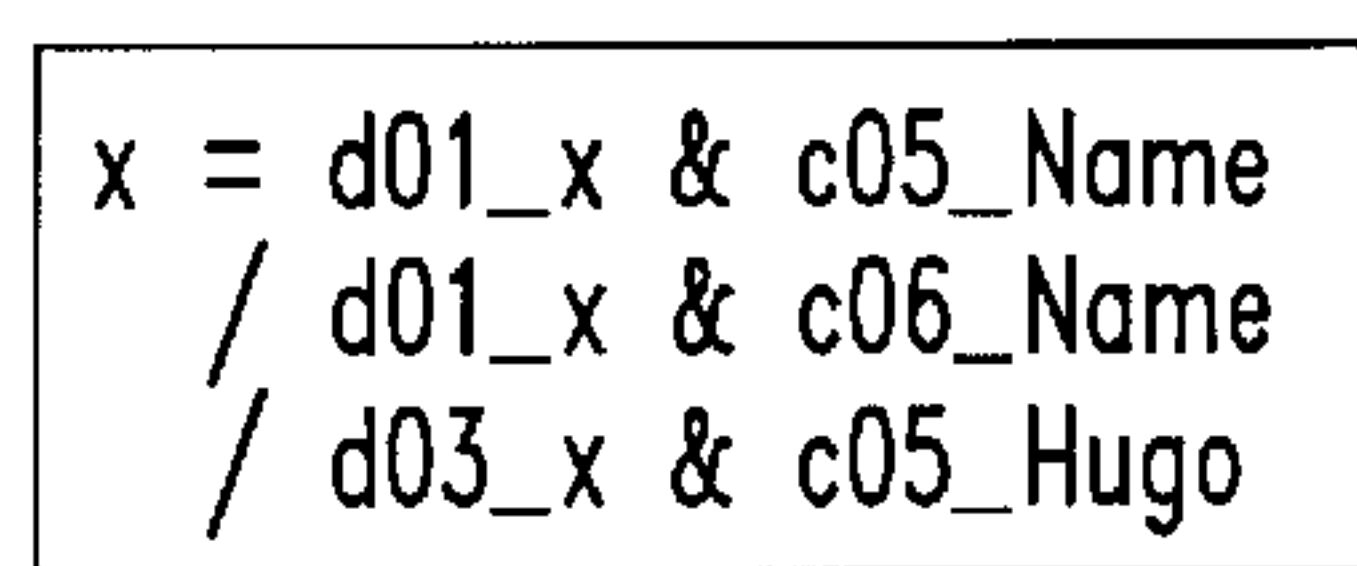 x = d01_x & c05_Name
/ d01_x & c06_Name
/ d03_x & c05_Hugo